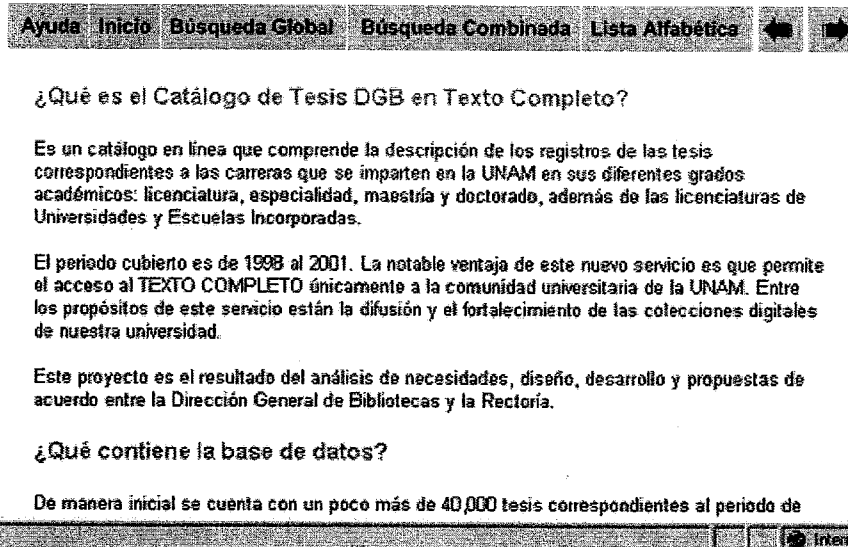 Ayuda Inicio Búsqueda Global Búsqueda Combinada Lista Alfabética
¿Qué es el Catálogo de Tesis DGB en Texto Completo?
Es un catálogo en línea que comprende la descripción de los registros de las tesis
correspondientes a las carreras que se imparten en la UNAM en sus diferentes grados
académicos: licenciatura, especialidad, maestría y doctorado, además de las licenciaturas de
Universidades y Escuelas Incorporadas.
El periodo cubierto es de 1998 al 2001. La notable ventaja de este nuevo servicio es que permite
el acceso al TEXTO COMPLETO únicamente a la comunidad universitaria de la UNAM. Entre
los propósitos de este servicio están la difusión y el fortalecimiento de las colecciones digitales
de nuestra universidad.
Este proyecto es el resultado del análisis de necesidades, diseño, desarrollo y propuestas de
acuerdo entre la Dirección General de Bibliotecas y la Rectoría.
¿Qué contiene la base de datos?
De manera inicial se cuenta con un poco más de 40,000 tesis correspondientes al periodo de
Inter